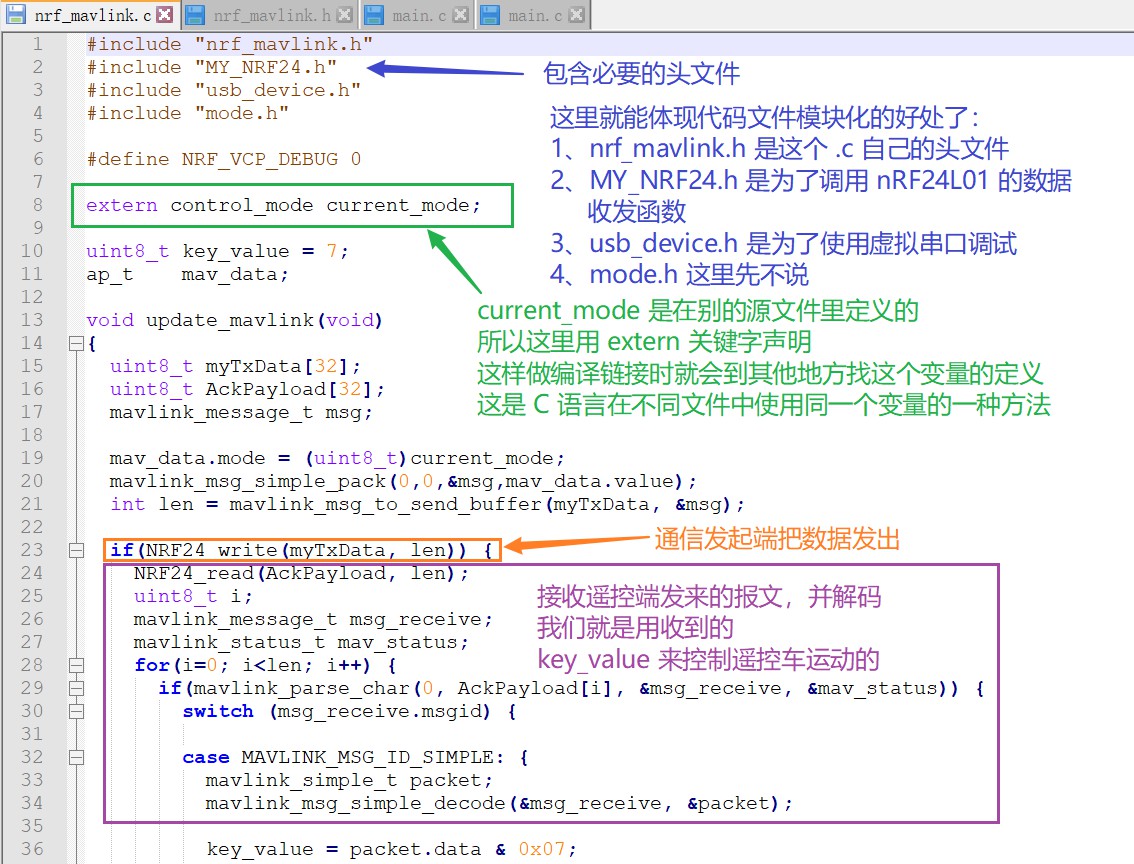 nrf_mavlink.c nrf_mavlink.h main.c main.c
1 #include "nrf_mavlink.h"
2 #include "MY_NRF24.h"
包含必要的头文件
3 #include "usb_device.h"
4 #include "mode.h"
这里就能体现代码文件模块化的好处了:
5
1、nrf_mavlink.h 是这个 .c 自己的头文件
6 #define NRF_VCP_DEBUG 0
2、MY_NRF24.h 是为了调用 nRF24L01 的数据
7
收发函数
8 extern control_mode current_mode;
9
3、usb_device.h 是为了使用虚拟串口调试
10 uint8_t key_value = 7;
4、mode.h 这里先不说
11 ap_t    mav_data;
12
current_mode 是在别的源文件里定义的
13 void update_mavlink(void)
所以这里用 extern 关键字声明
14 {
这样做编译链接时就会到其他地方找这个变量的定义
15 uint8_t myTxData[32];
16 uint8_t AckPayload[32];
这是 C 语言在不同文件中使用同一个变量的一种方法
17 mavlink_message_t msg;
18
19 mav_data.mode = (uint8_t)current_mode;
20 mavlink_msg_simple_pack(0,0,&msg,mav_data.value);
21 int len = mavlink_msg_to_send_buffer(myTxData, &msg);
22
通信发起端把数据发出
23 if(NRF24_write(myTxData, len)) {
24 NRF24_read(AckPayload, len);
25 uint8_t i;
接收遥控端发来的报文，并解码
26 mavlink_message_t msg_receive;
我们就是用收到的
27 mavlink_status_t mav_status;
key_value 来控制遥控车运动的
28 for(i=0; i<len; i++) {
29 if(mavlink_parse_char(0, AckPayload[i], &msg_receive, &mav_status)) {
30 switch (msg_receive.msgid) {
31
32 case MAVLINK_MSG_ID_SIMPLE: {
33 mavlink_simple_t packet;
34 mavlink_msg_simple_decode(&msg_receive, &packet);
35
36 key_value = packet.data & 0x07;